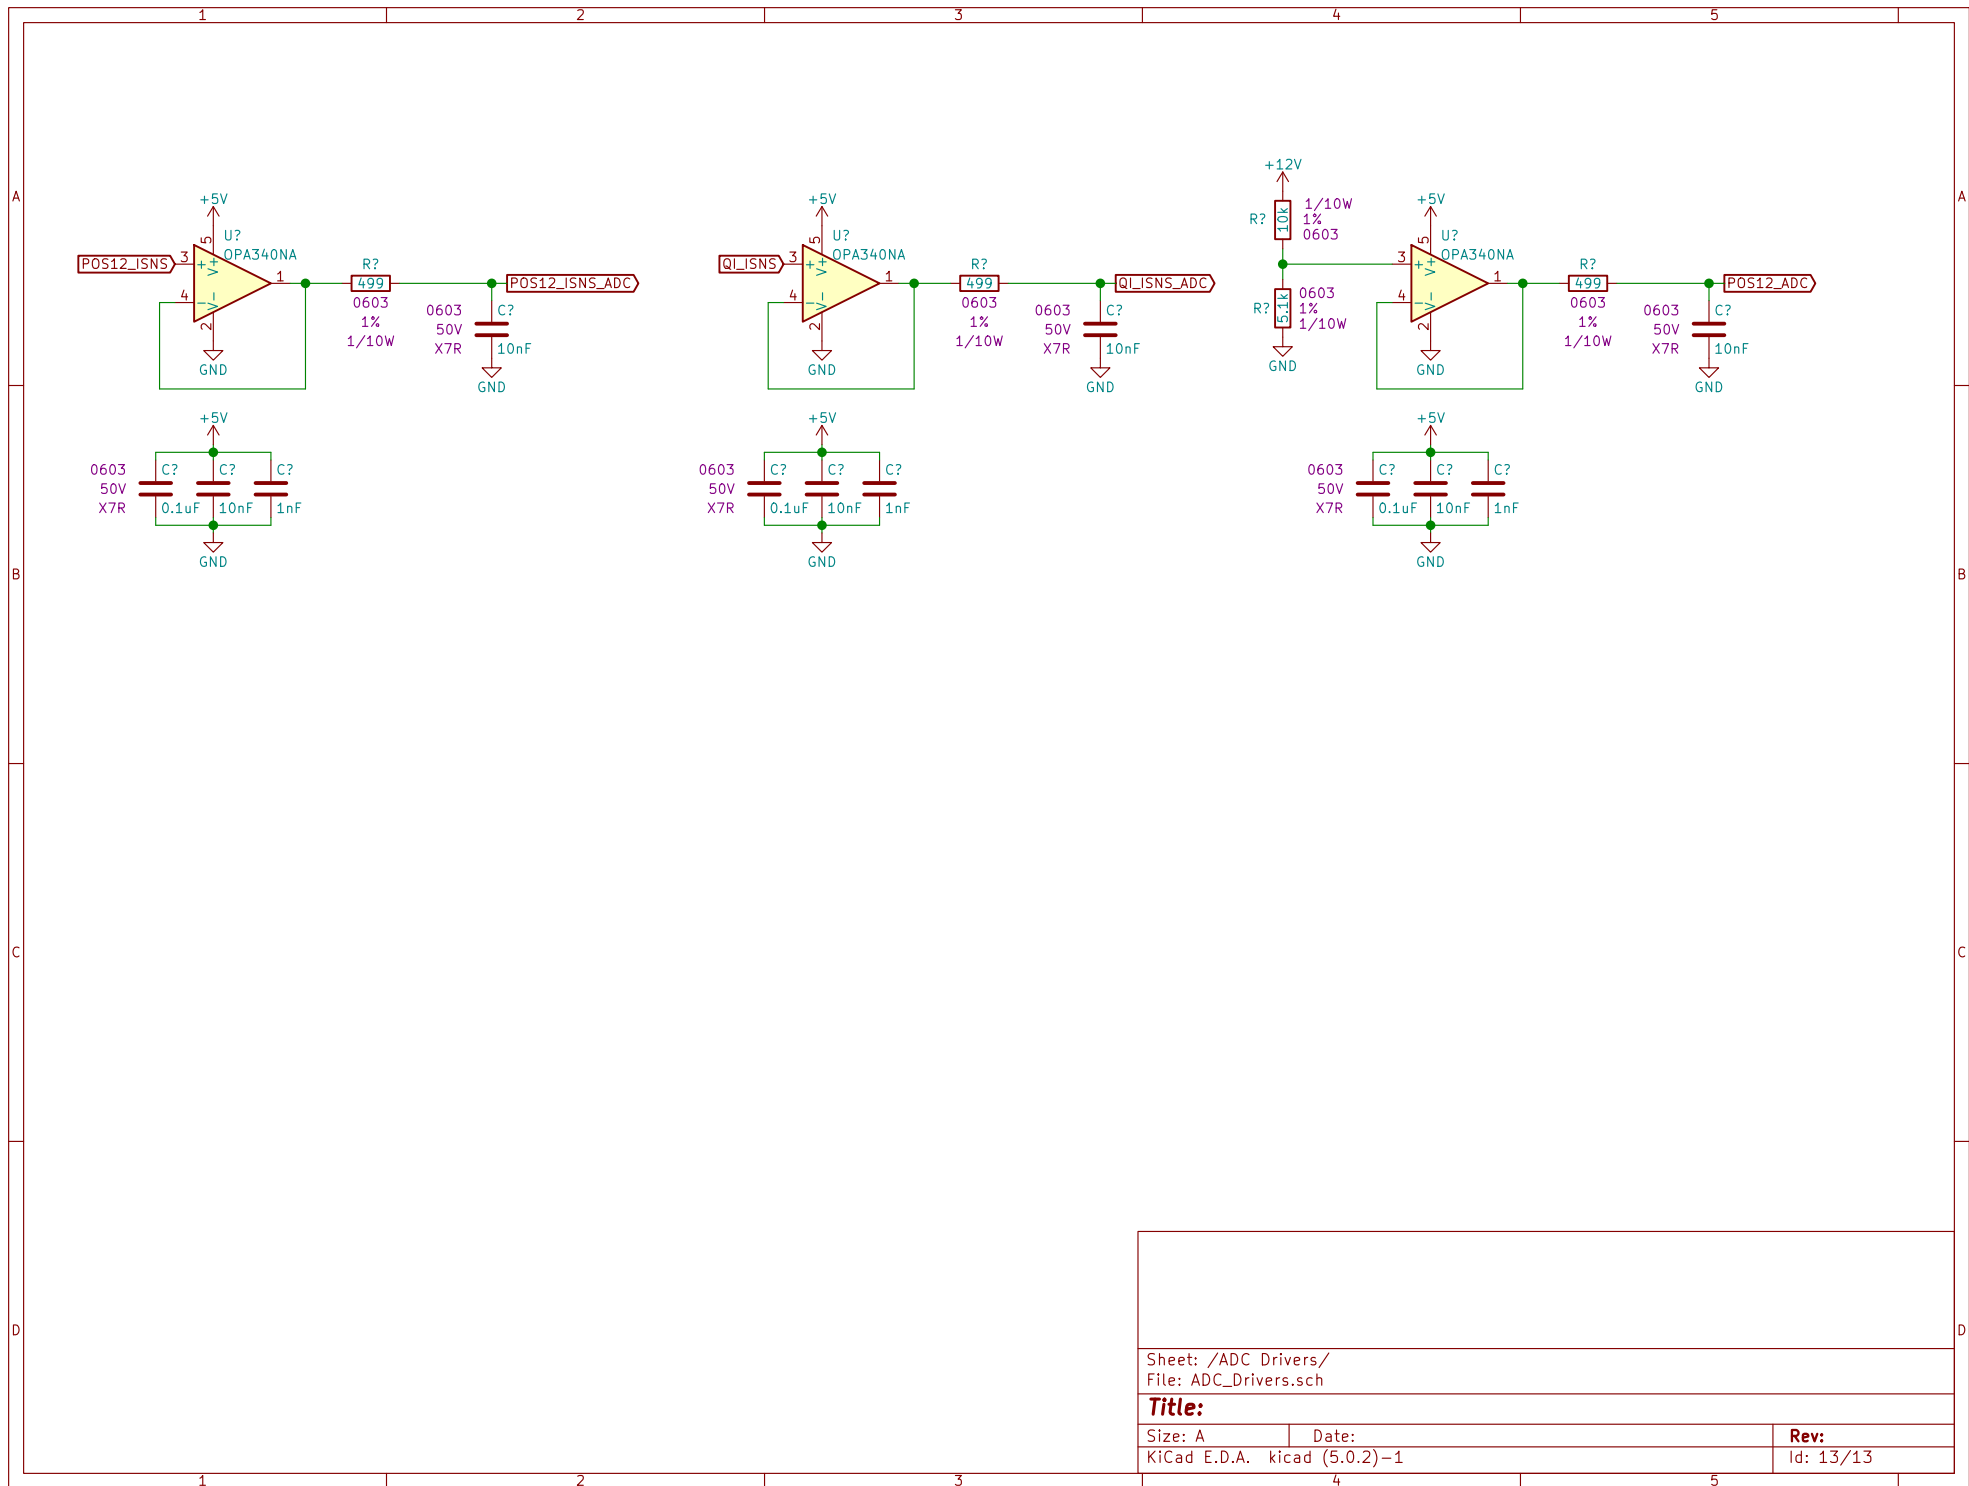 1 2 3 4 5
A
A
+5V
U?
OPA340NA
POS12_ISNS
3
5
+
V+
4
-
V-
2
1
GND
R?
499
0603
1%
1/10W
POS12_ISNS_ADC
0603
50V
X7R
C?
10nF
GND
+5V
U?
OPA340NA
QI_ISNS
3
5
+
V+
4
-
V-
2
1
GND
R?
499
0603
1%
1/10W
QI_ISNS_ADC
0603
50V
X7R
C?
10nF
GND
+12V
R?
10k
1/10W
1%
0603
R?
5.1k
0603
1%
1/10W
GND
+5V
U?
OPA340NA
3
5
+
V+
4
-
V-
2
1
GND
R?
499
0603
1%
1/10W
POS12_ADC
0603
50V
X7R
C?
10nF
GND
+5V
0603
50V
X7R
C? C? C?
0.1uF 10nF 1nF
GND
+5V
0603
50V
X7R
C? C? C?
0.1uF 10nF 1nF
GND
+5V
0603
50V
X7R
C? C? C?
0.1uF 10nF 1nF
GND
B
B
C
C
D
D
Sheet: /ADC Drivers/
File: ADC_Drivers.sch
Title:
Size: A Date: Rev:
KiCad E.D.A. kicad (5.0.2)-1 Id: 13/13
1 2 3 4 5